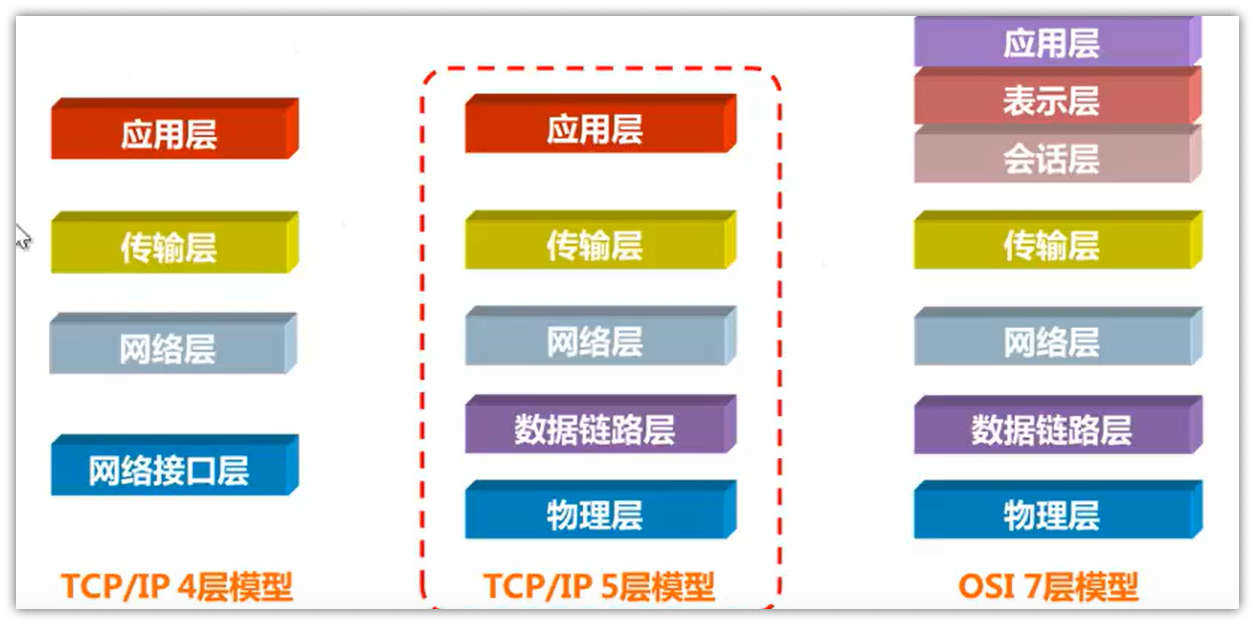 应用层
传输层
网络层
网络接口层
TCP/IP 4层模型
应用层
传输层
网络层
数据链路层
物理层
TCP/IP 5层模型
应用层
表示层
会话层
传输层
网络层
数据链路层
物理层
OSI 7层模型